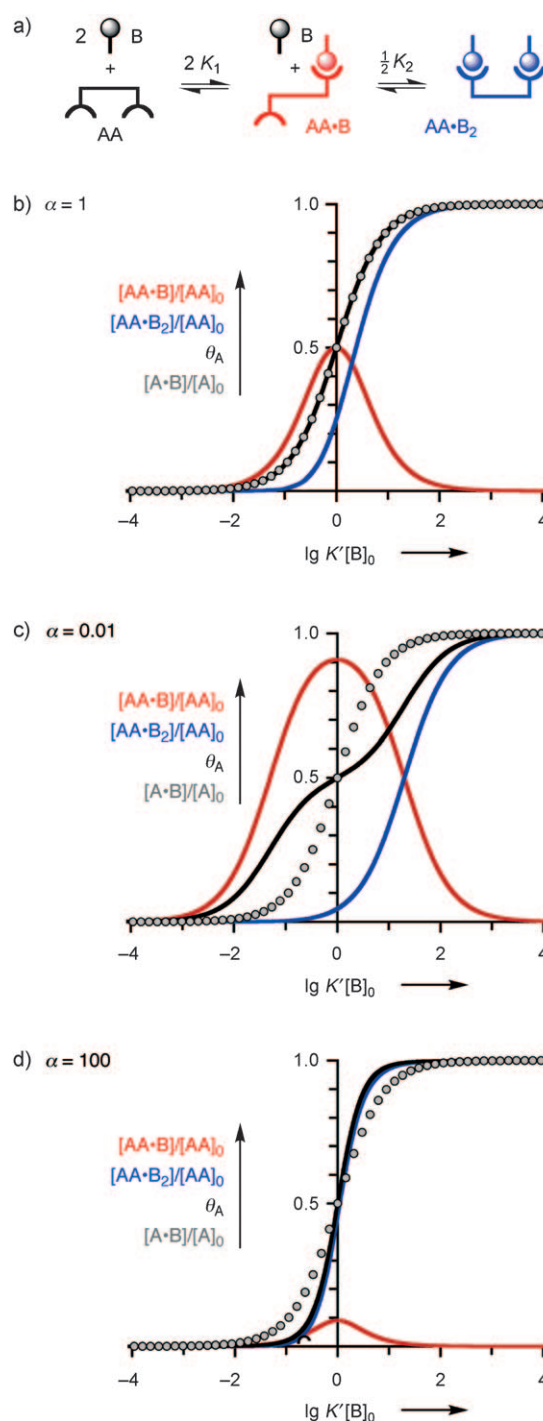 a) 2 B 2 K₁ B ½ K₂
+ +
AA AA•B AA•B₂
b) α = 1
1.0
[AA•B]/[AA]₀
[AA•B₂]/[AA]₀
θA
[A•B]/[A]₀
0.5
−4 −2 0 2 4
lg K′[B]₀
c) α = 0.01
1.0
[AA•B]/[AA]₀
[AA•B₂]/[AA]₀
θA
[A•B]/[A]₀
0.5
−4 −2 0 2 4
lg K′[B]₀
d) α = 100
1.0
[AA•B]/[AA]₀
[AA•B₂]/[AA]₀
θA
[A•B]/[A]₀
0.5
−4 −2 0 2 4
lg K′[B]₀